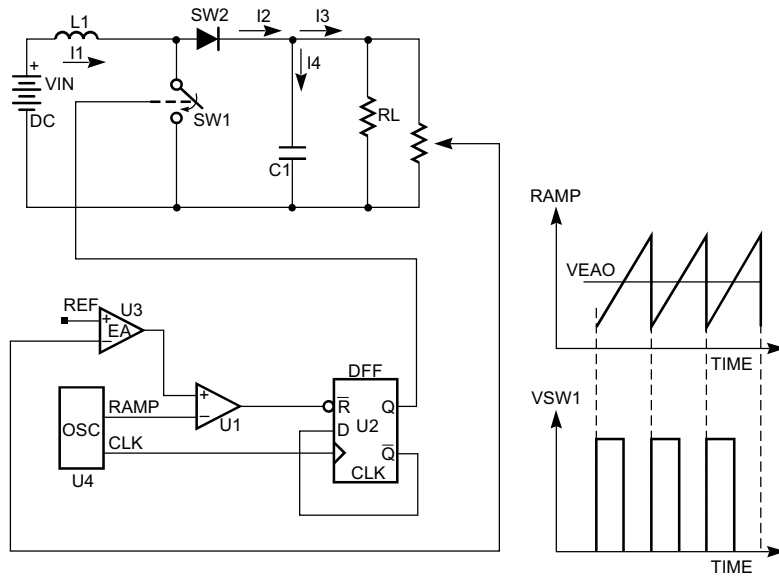 L1
SW2
I2
I3
I1
I4
+
VIN
DC
SW1
C1
RL
REF
U3
+
EA
−
OSC
RAMP
CLK
U4
+
−
U1
DFF
R̅
Q
D
U2
Q̅
CLK
RAMP
VEAO
TIME
VSW1
TIME